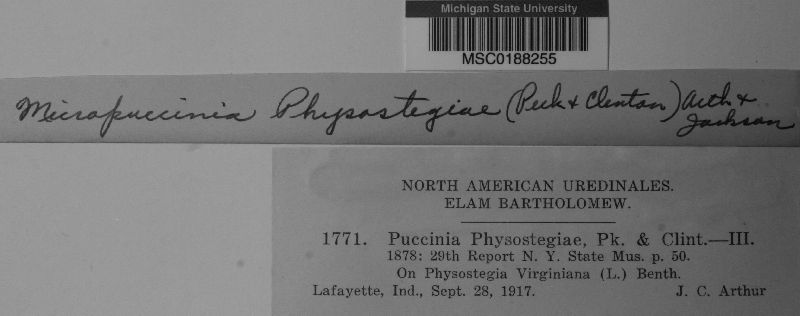 Michigan State University
MSC0188255
Micropuccinia Physostegiae (Peck & Clinton) Arth &
Jackson
NORTH AMERICAN UREDINALES.
ELAM BARTHOLOMEW.
1771. Puccinia Physostegiae, Pk. & Clint.—III.
1878: 29th Report N. Y. State Mus. p. 50.
On Physostegia Virginiana (L.) Benth.
Lafayette, Ind., Sept. 28, 1917. J. C. Arthur